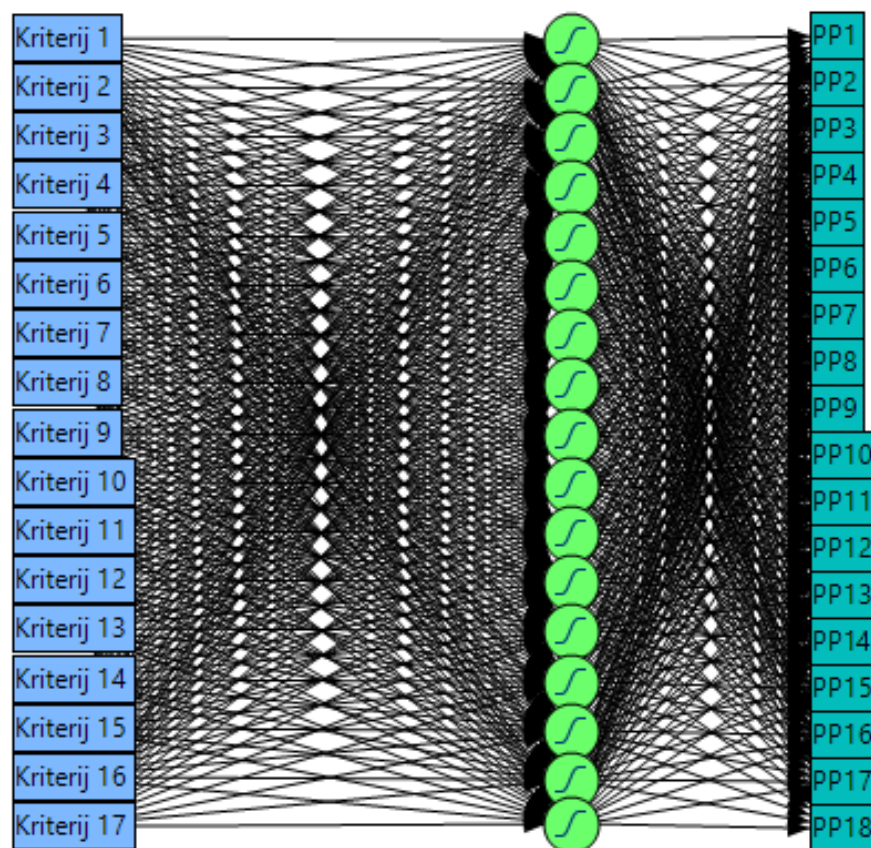 Kriterij 1
Kriterij 2
Kriterij 3
Kriterij 4
Kriterij 5
Kriterij 6
Kriterij 7
Kriterij 8
Kriterij 9
Kriterij 10
Kriterij 11
Kriterij 12
Kriterij 13
Kriterij 14
Kriterij 15
Kriterij 16
Kriterij 17
PP1
PP2
PP3
PP4
PP5
PP6
PP7
PP8
PP9
PP10
PP11
PP12
PP13
PP14
PP15
PP16
PP17
PP18